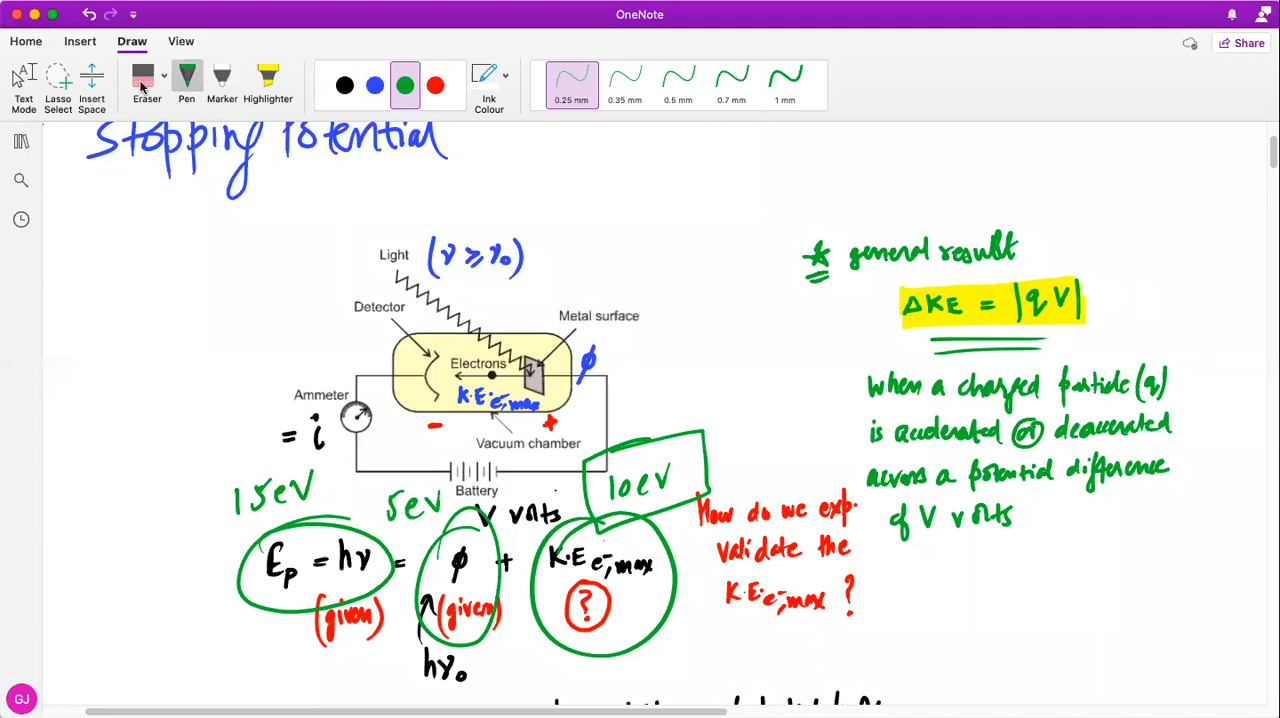 OneNote
Home Insert Draw View
Share
Text Mode
Lasso Select
Insert Space
Eraser
Pen
Marker
Highlighter
Ink Colour
0.25 mm
0.35 mm
0.5 mm
0.7 mm
1 mm
Stopping Potential
Light (ν ≥ ν₀)
Detector
Metal surface
Electrons
ϕ
K.E.e⁻,max
Ammeter
= i
- +
Vacuum chamber
Battery
V volts
15eV 5eV 10eV
Ep = hν = ϕ + K.E e⁻,max
(given) (given) ?
hν₀
How do we exp.
validate the
K.E.e⁻,max ?
* general result
ΔKE = |qV|
when a charged particle (q)
is accelerated or deaccerated
across a potential difference
of V volts
GJ